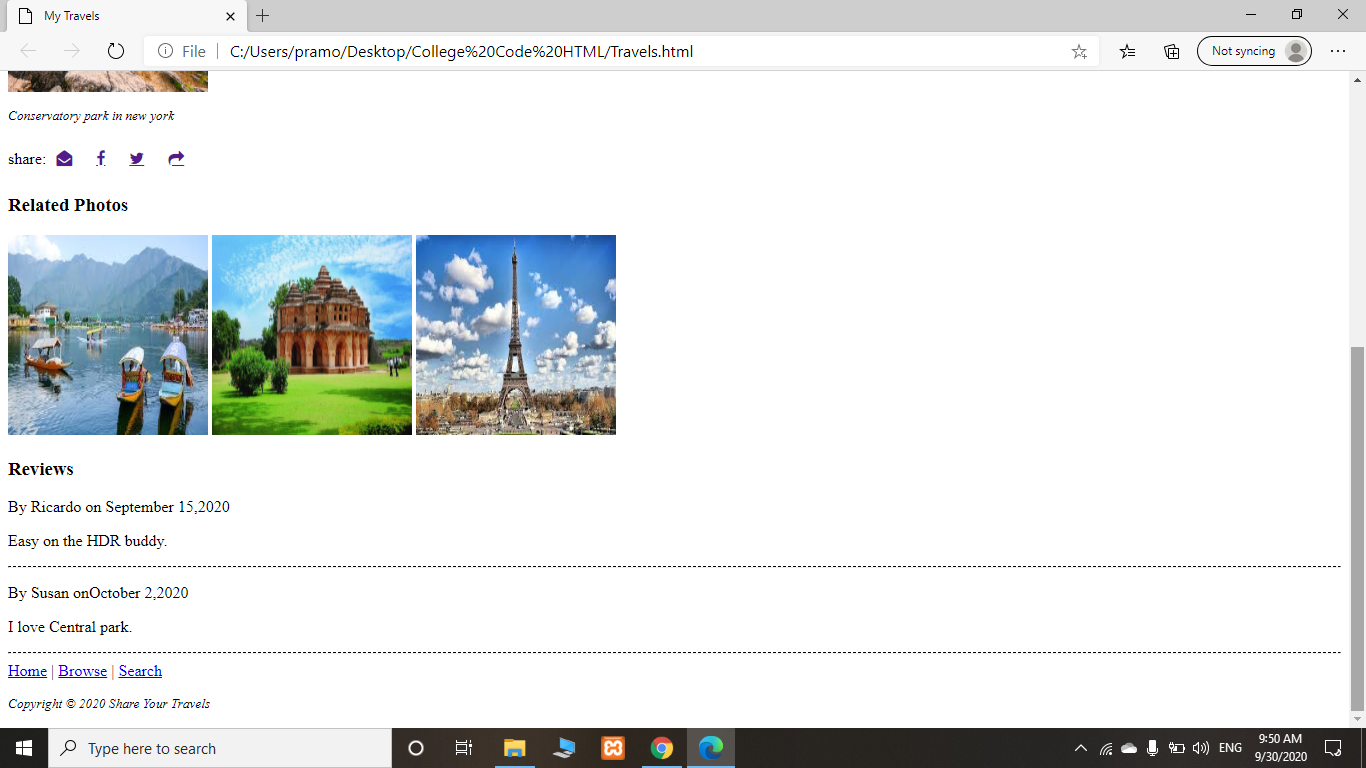 My Travels
File | C:/Users/pramo/Desktop/College%20Code%20HTML/Travels.html
Not syncing
Conservatory park in new york
share:
Related Photos
Reviews
By Ricardo on September 15,2020
Easy on the HDR buddy.
By Susan onOctober 2,2020
I love Central park.
Home | Browse | Search
Copyright © 2020 Share Your Travels
Type here to search
ENG
9:50 AM
9/30/2020